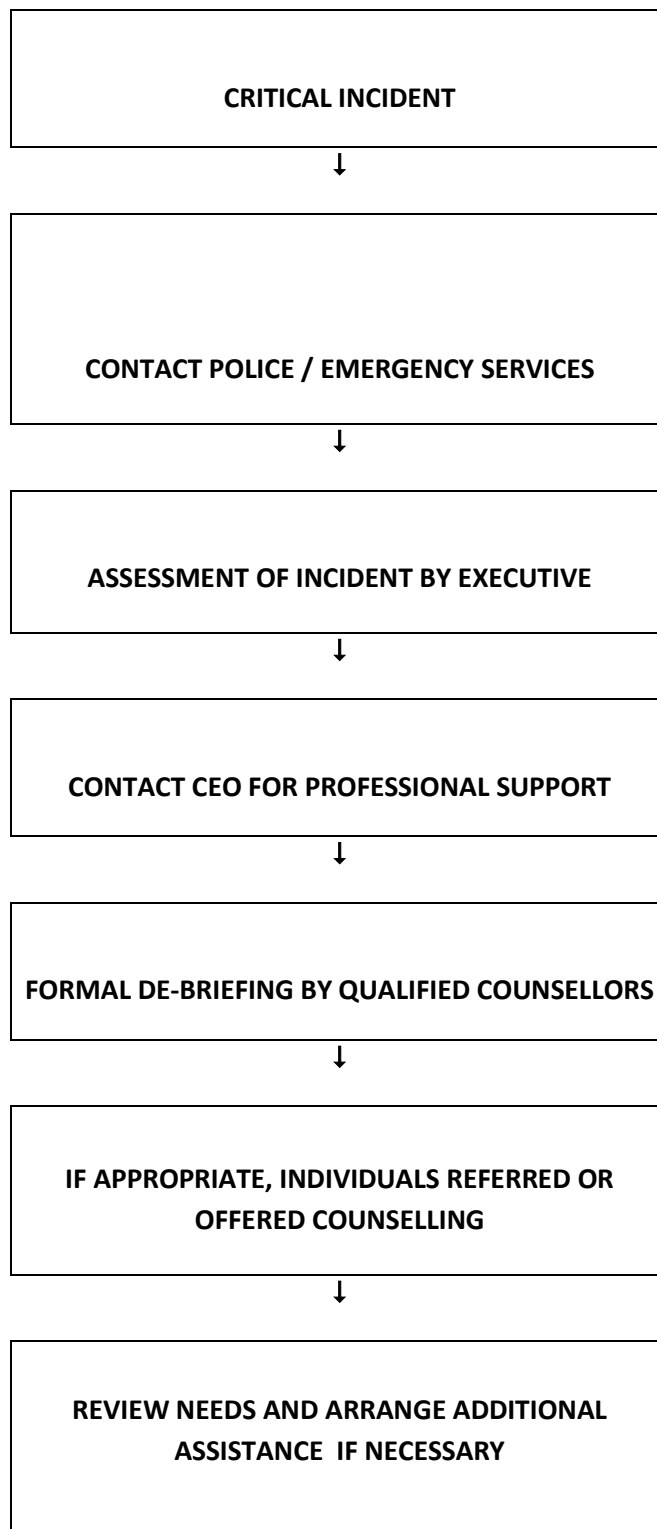 CRITICAL INCIDENT
CONTACT POLICE / EMERGENCY SERVICES
ASSESSMENT OF INCIDENT BY EXECUTIVE
CONTACT CEO FOR PROFESSIONAL SUPPORT
FORMAL DE-BRIEFING BY QUALIFIED COUNSELLORS
IF APPROPRIATE, INDIVIDUALS REFERRED OR
OFFERED COUNSELLING
REVIEW NEEDS AND ARRANGE ADDITIONAL
ASSISTANCE  IF NECESSARY